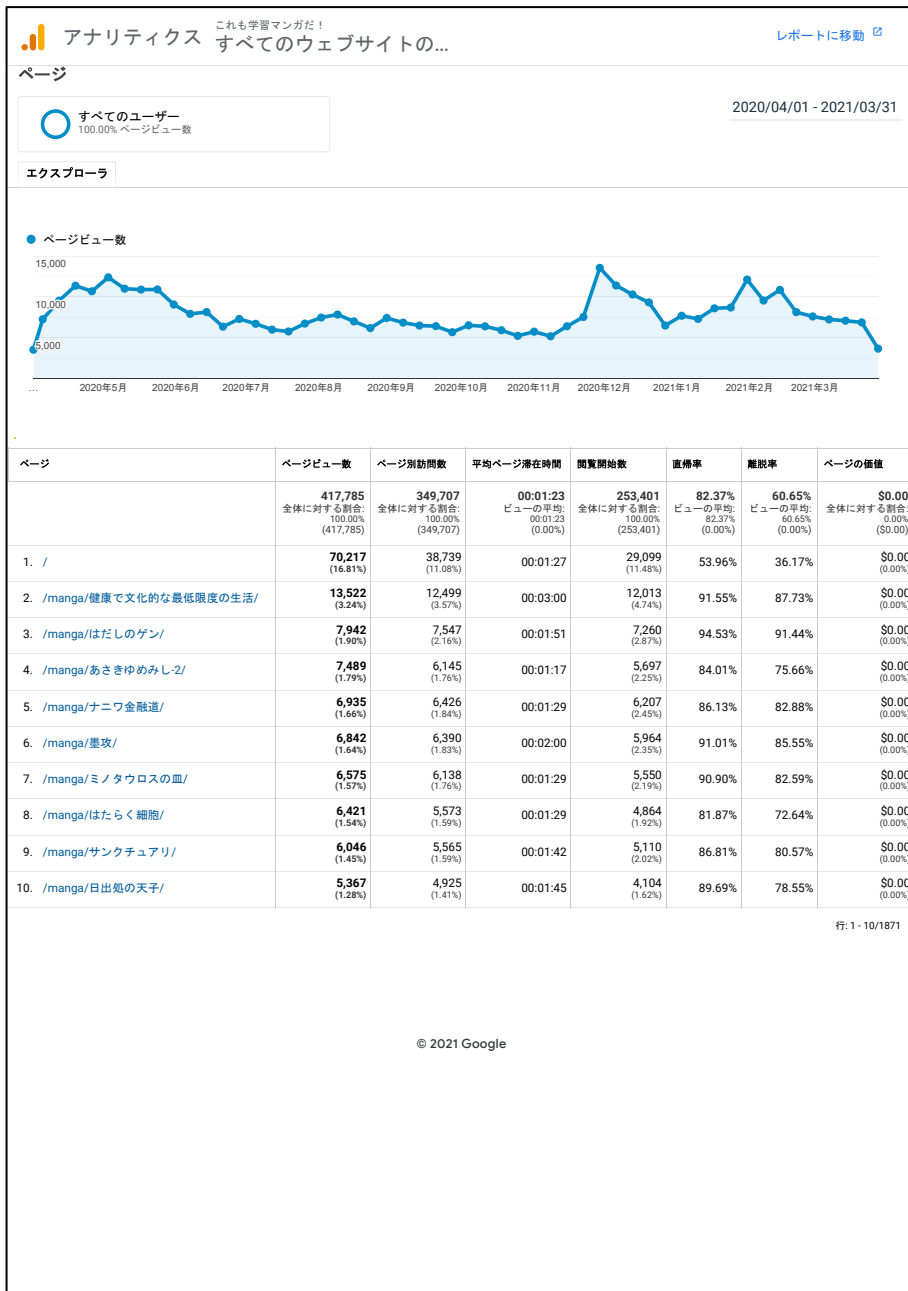 アナリティクス
これも学習マンガだ！
すべてのウェブサイトの...
レポートに移動
ページ
すべてのユーザー
100.00% ページビュー数
2020/04/01 - 2021/03/31
エクスプローラ
ページビュー数
15,000
10,000
5,000
... 2020年5月 2020年6月 2020年7月 2020年8月 2020年9月 2020年10月 2020年11月 2020年12月 2021年1月 2021年2月 2021年3月
ページ ページビュー数 ページ別訪問数 平均ページ滞在時間 閲覧開始数 直帰率 離脱率 ページの価値
417,785 349,707 00:01:23 253,401 82.37% 60.65% $0.00
全体に対する割合: 全体に対する割合: ビューの平均: 全体に対する割合: ビューの平均: ビューの平均: 全体に対する割合:
100.00% 100.00% 00:01:23 100.00% 82.37% 60.65% 0.00%
(417,785) (349,707) (0.00%) (253,401) (0.00%) (0.00%) ($0.00)
1. / 70,217 38,739 00:01:27 29,099 53.96% 36.17% $0.00
(16.81%) (11.08%) (11.48%) (0.00%)
2. /manga/健康で文化的な最低限度の生活/ 13,522 12,499 00:03:00 12,013 91.55% 87.73% $0.00
(3.24%) (3.57%) (4.74%) (0.00%)
3. /manga/はだしのゲン/ 7,942 7,547 00:01:51 7,260 94.53% 91.44% $0.00
(1.90%) (2.16%) (2.87%) (0.00%)
4. /manga/あさきゆめみし-2/ 7,489 6,145 00:01:17 5,697 84.01% 75.66% $0.00
(1.79%) (1.76%) (2.25%) (0.00%)
5. /manga/ナニワ金融道/ 6,935 6,426 00:01:29 6,207 86.13% 82.88% $0.00
(1.66%) (1.84%) (2.45%) (0.00%)
6. /manga/墨攻/ 6,842 6,390 00:02:00 5,964 91.01% 85.55% $0.00
(1.64%) (1.83%) (2.35%) (0.00%)
7. /manga/ミノタウロスの皿/ 6,575 6,138 00:01:29 5,550 90.90% 82.59% $0.00
(1.57%) (1.76%) (2.19%) (0.00%)
8. /manga/はたらく細胞/ 6,421 5,573 00:01:29 4,864 81.87% 72.64% $0.00
(1.54%) (1.59%) (1.92%) (0.00%)
9. /manga/サンクチュアリ/ 6,046 5,565 00:01:42 5,110 86.81% 80.57% $0.00
(1.45%) (1.59%) (2.02%) (0.00%)
10. /manga/日出処の天子/ 5,367 4,925 00:01:45 4,104 89.69% 78.55% $0.00
(1.28%) (1.41%) (1.62%) (0.00%)
行: 1 - 10/1871
© 2021 Google